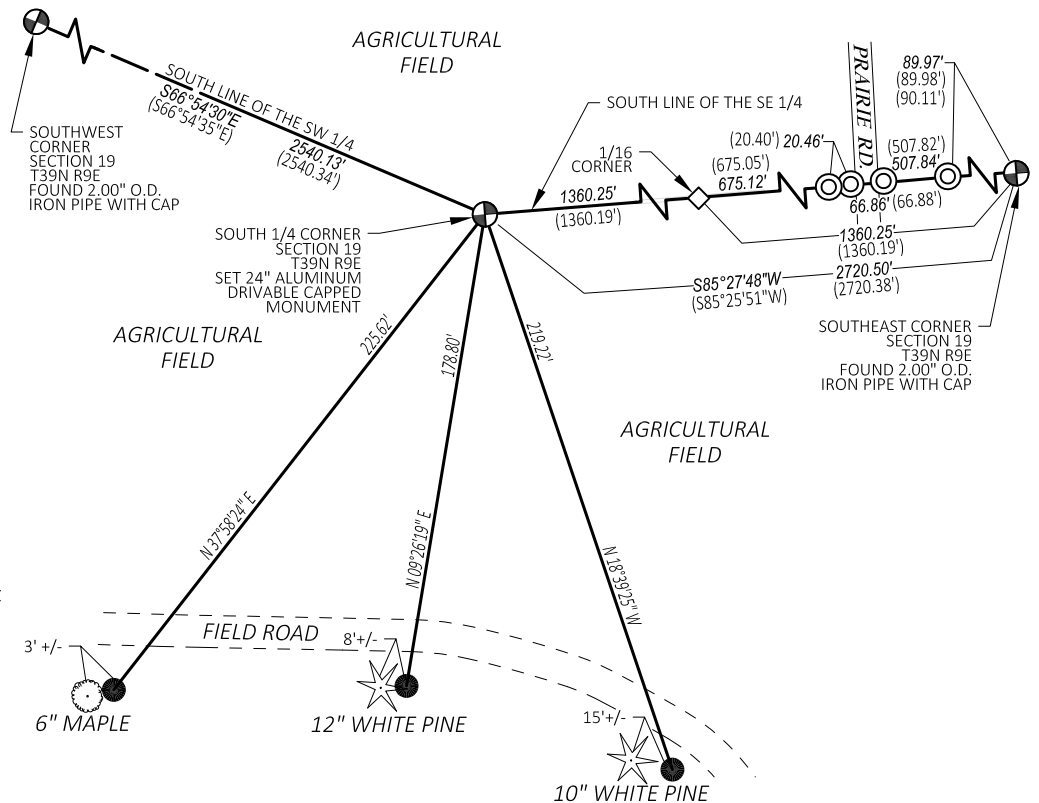 AGRICULTURAL
FIELD
SOUTH LINE OF THE SW 1/4
S66°54'30"E
(S66°54'35"E)
2540.13'
(2540.34')
SOUTHWEST
CORNER
SECTION 19
T39N R9E
FOUND 2.00" O.D.
IRON PIPE WITH CAP
SOUTH LINE OF THE SE 1/4
1/16
CORNER
PRAIRIE RD.
89.97'
(89.98')
(90.11')
(20.40') 20.46'
(507.82')
507.84'
(675.05')
675.12'
1360.25'
(1360.19')
66.86' (66.88')
1360.25'
(1360.19')
S85°27'48"W
(S85°25'51"W)
2720.50'
(2720.38')
SOUTH 1/4 CORNER
SECTION 19
T39N R9E
SET 24" ALUMINUM
DRIVABLE CAPPED
MONUMENT
SOUTHEAST CORNER
SECTION 19
T39N R9E
FOUND 2.00" O.D.
IRON PIPE WITH CAP
AGRICULTURAL
FIELD
225.62'
178.80'
219.22'
AGRICULTURAL
FIELD
N 37°58'24" E
N 09°26'19" E
N 18°39'25" W
FIELD ROAD
3' +/-
8'+/-
15'+/-
6" MAPLE
12" WHITE PINE
10" WHITE PINE